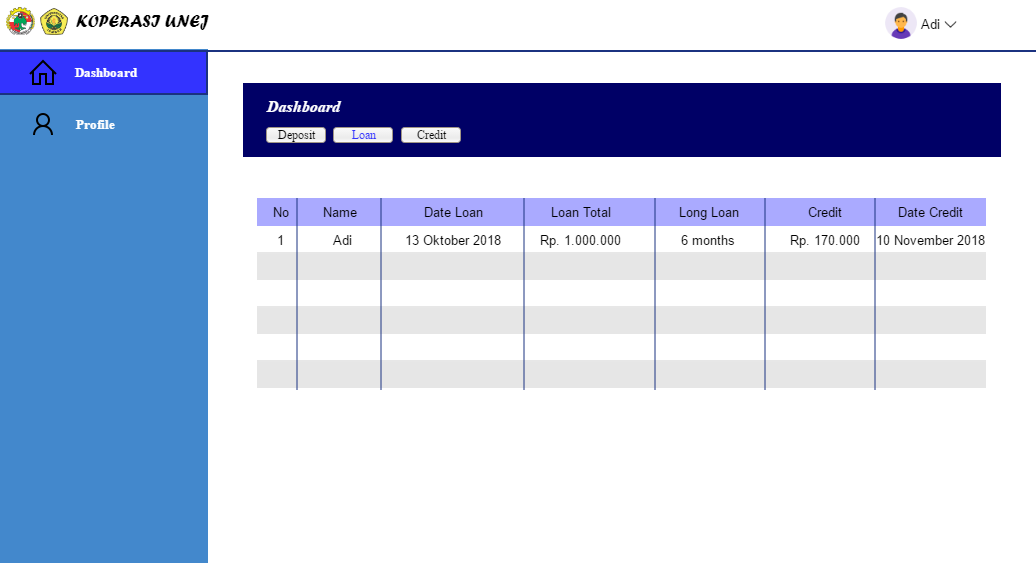 KOPERASI UNEJ
Adi
Dashboard
Profile
Dashboard
Deposit Loan Credit
No Name Date Loan Loan Total Long Loan Credit Date Credit
1 Adi 13 Oktober 2018 Rp. 1.000.000 6 months Rp. 170.000 10 November 2018